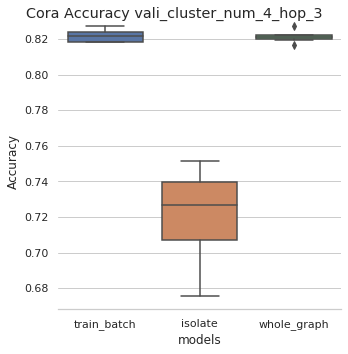 Cora Accuracy vali_cluster_num_4_hop_3
0.82
0.80
0.78
0.76
0.74
0.72
0.70
0.68
Accuracy
train_batch isolate whole_graph
models